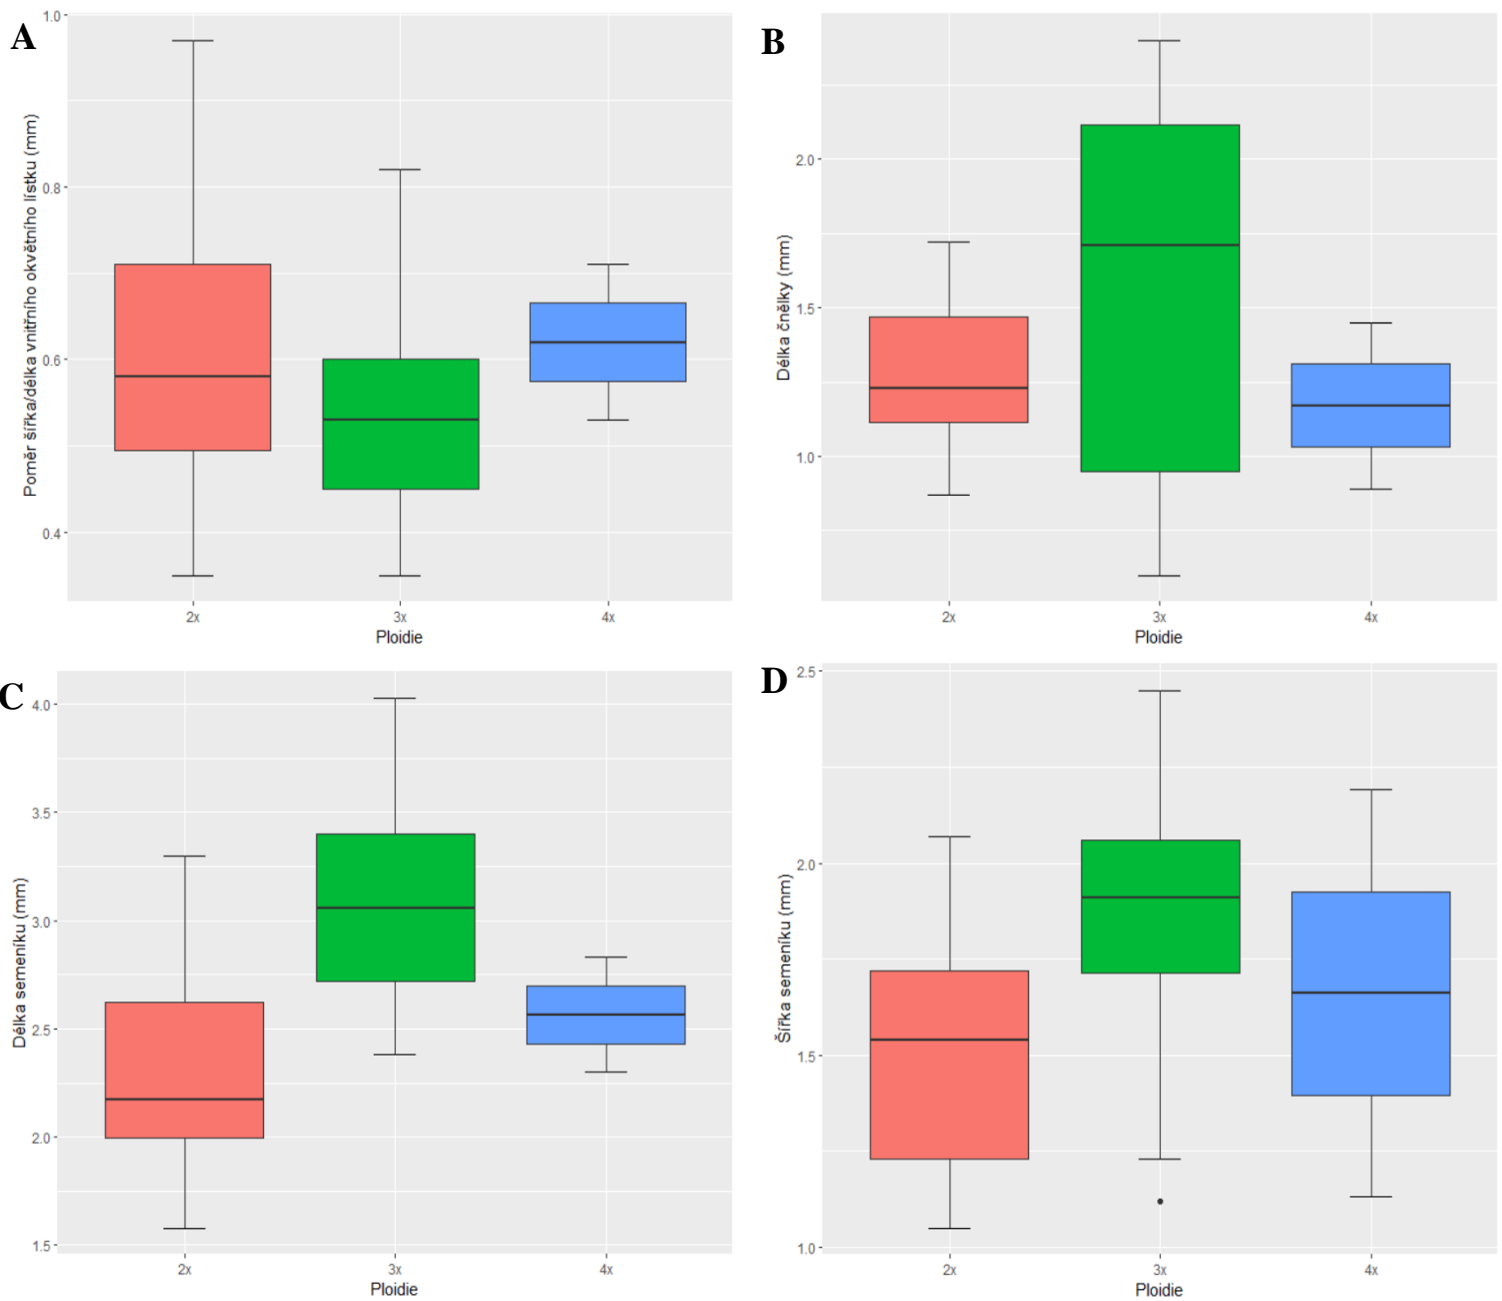 A
Poměr šířka/délka vnitřního okvětního lístku (mm)
1.0
0.8
0.6
0.4
2x 3x 4x
Ploidie
B
Délka čnělky (mm)
2.0
1.5
1.0
2x 3x 4x
Ploidie
C
Délka semeníku (mm)
4.0
3.5
3.0
2.5
2.0
1.5
2x 3x 4x
Ploidie
D
Šířka semeníku (mm)
2.5
2.0
1.5
1.0
2x 3x 4x
Ploidie